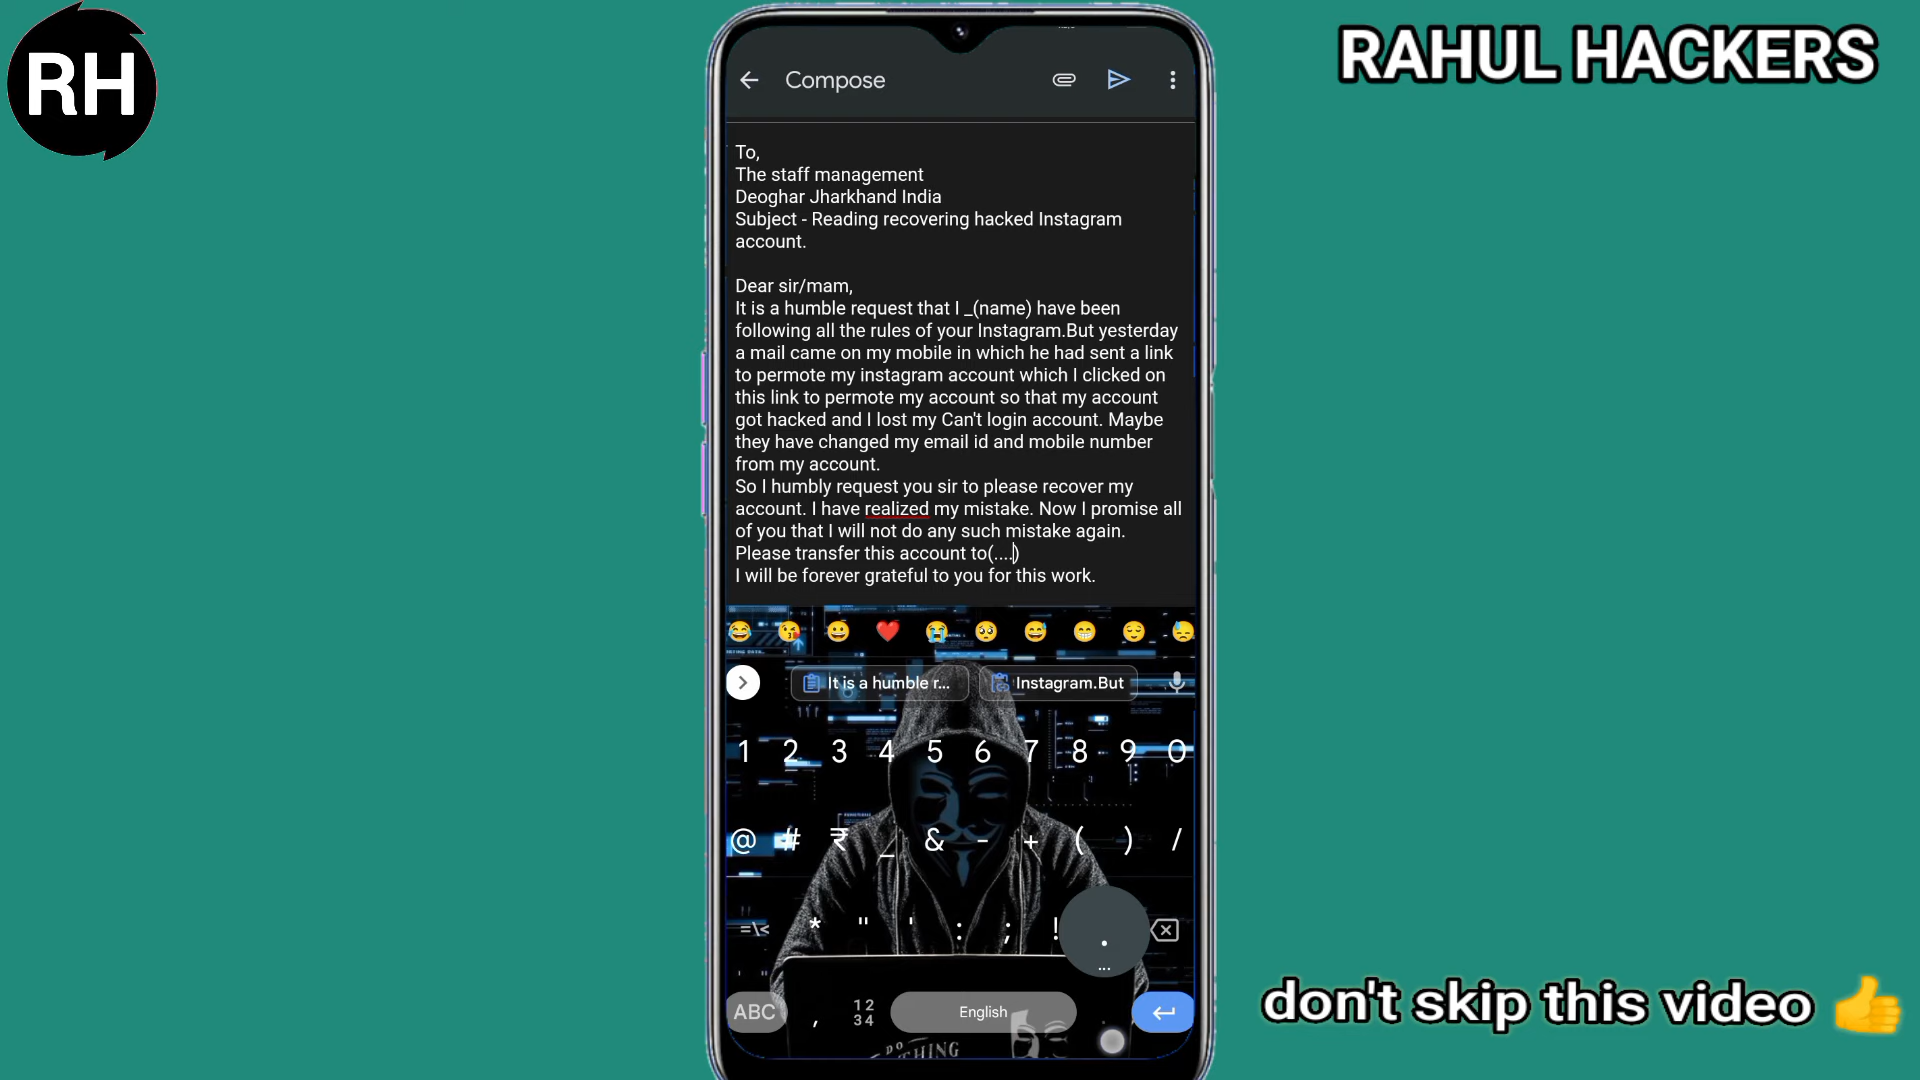 RH
RAHUL HACKERS
Compose
To,
The staff management
Deoghar Jharkhand India
Subject - Reading recovering hacked Instagram
account.
Dear sir/mam,
It is a humble request that I _(name) have been
following all the rules of your Instagram.But yesterday
a mail came on my mobile in which he had sent a link
to permote my instagram account which I clicked on
this link to permote my account so that my account
got hacked and I lost my Can't login account. Maybe
they have changed my email id and mobile number
from my account.
So I humbly request you sir to please recover my
account. I have realized my mistake. Now I promise all
of you that I will not do any such mistake again.
Please transfer this account to(....)
I will be forever grateful to you for this work.
😂 😘 😀 ❤️ 😭 🥺 😅 😁 😌 😓
It is a humble r... Instagram.But
1 2 3 4 5 6 7 8 9 0
@ # ₹ _ & - + ( ) /
=\< * " ' : ; ! .
...
ABC , 12 34 English
don't skip this video 👍